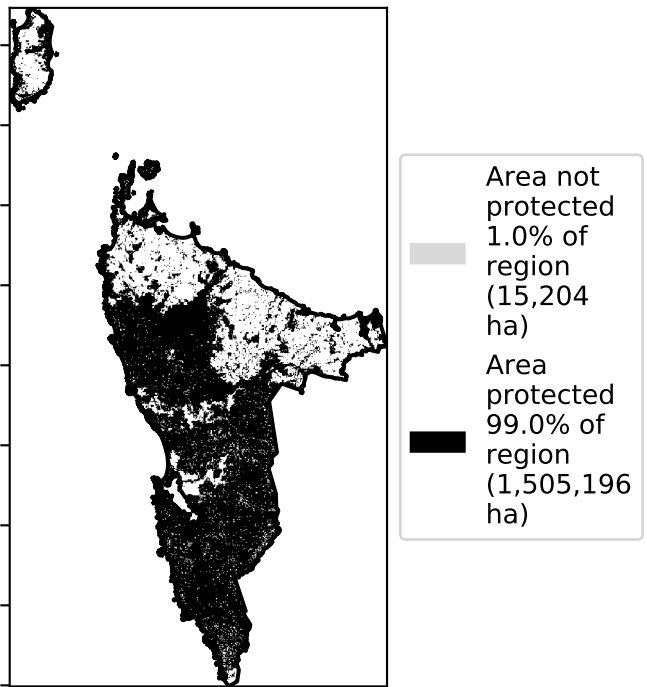 Area not
protected
1.0% of
region
(15,204
ha)
Area
protected
99.0% of
region
(1,505,196
ha)